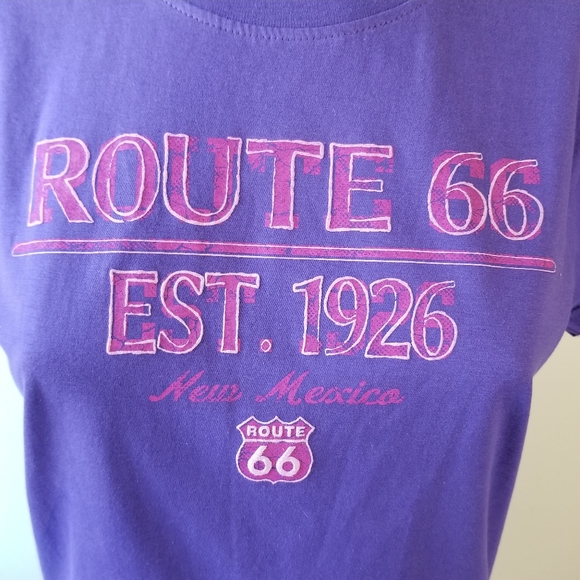 ROUTE 66
EST. 1926
New Mexico
ROUTE
66